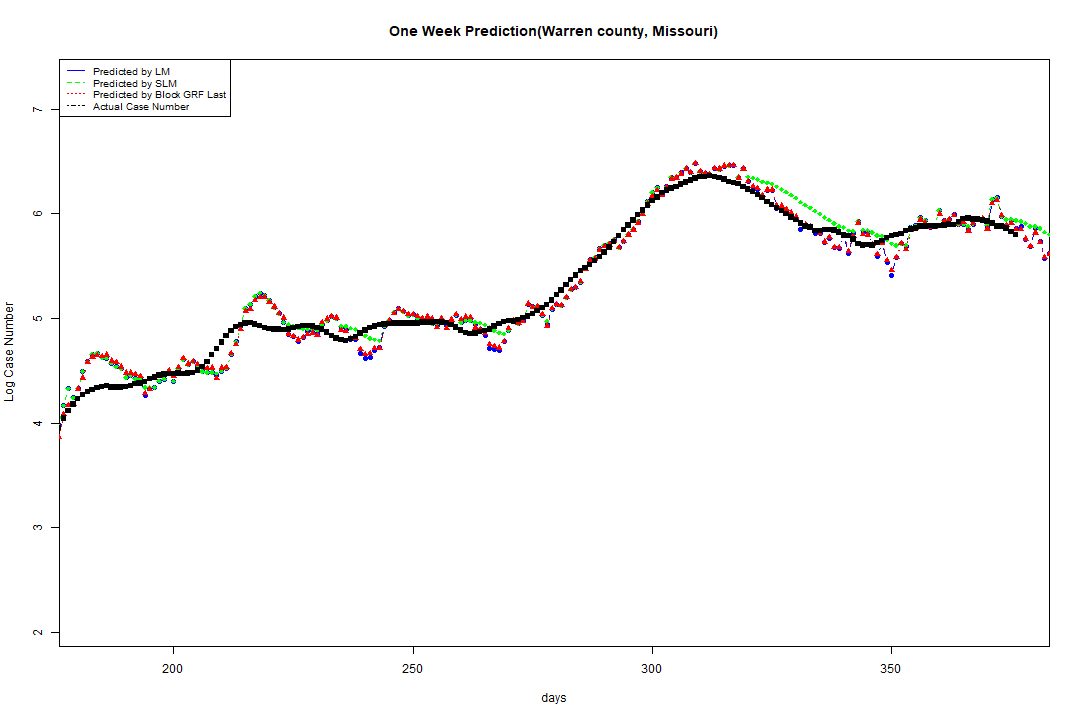 One Week Prediction(Warren county, Missouri)
Predicted by LM
Predicted by SLM
Predicted by Block GRF Last
Actual Case Number
7
6
5
4
3
2
Log Case Number
200 250 300 350
days